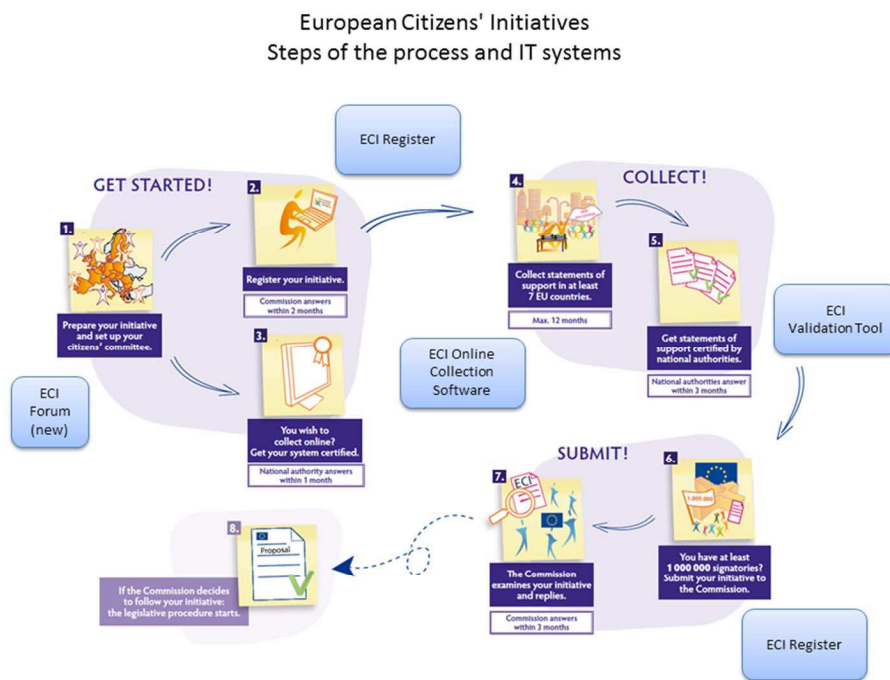 European Citizens' Initiatives
Steps of the process and IT systems
ECI Register
GET STARTED!
1.
Prepare your initiative
and set up your
citizens' committee.
2.
Register your initiative.
Commission answers
within 2 months
3.
You wish to
collect online?
Get your system certified.
National authority answers
within 1 month
ECI
Forum
(new)
ECI Online
Collection
Software
COLLECT!
4.
Collect statements of
support in at least
7 EU countries.
Max. 12 months
5.
Get statements of
support certified by
national authorities.
National authorities answer
within 3 months
ECI
Validation Tool
SUBMIT!
6.
1.000.000
You have at least
1 000 000 signatories?
Submit your initiative to
the Commission.
7.
ECI
The Commission
examines your initiative
and replies.
Commission answers
within 3 months
8.
Proposal
If the Commission decides
to follow your initiative:
the legislative procedure starts.
ECI Register